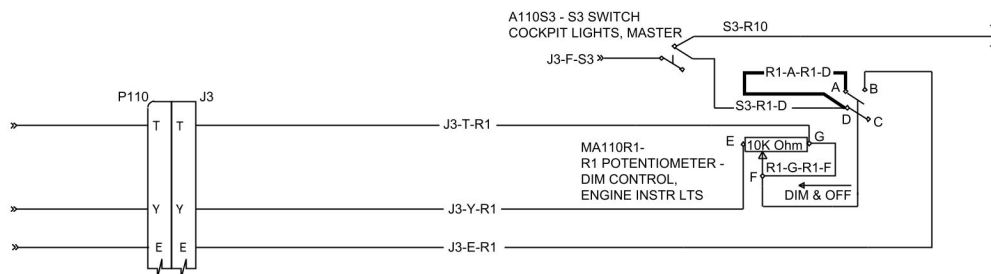 A110S3 - S3 SWITCH
COCKPIT LIGHTS, MASTER
S3-R10
J3-F-S3
R1-A-R1-D
A
B
P110
J3
S3-R1-D
D
C
T
T
J3-T-R1
E
10K Ohm
G
MA110R1-
R1 POTENTIOMETER -
DIM CONTROL,
ENGINE INSTR LTS
R1-G-R1-F
F
DIM & OFF
Y
Y
J3-Y-R1
E
E
J3-E-R1